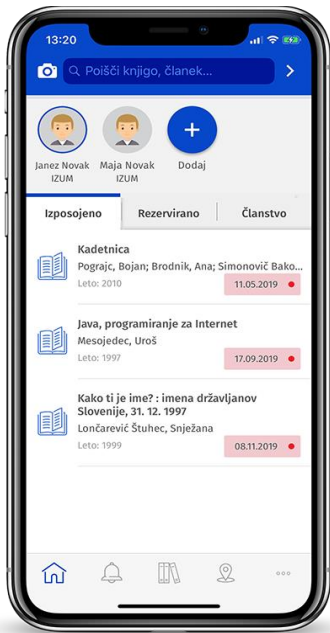 13:20
Poišči knjigo, članek...
Janez Novak
IZUM
Maja Novak
IZUM
Dodaj
Izposojeno
Rezervirano
Članstvo
Kadetnica
Pograjc, Bojan; Brodnik, Ana; Simonovič Bako...
Leto: 2010
11.05.2019
Java, programiranje za Internet
Mesojedec, Uroš
Leto: 1997
17.09.2019
Kako ti je ime? : imena državljanov
Slovenije, 31. 12. 1997
Lončarević Štuhec, Snježana
Leto: 1999
08.11.2019